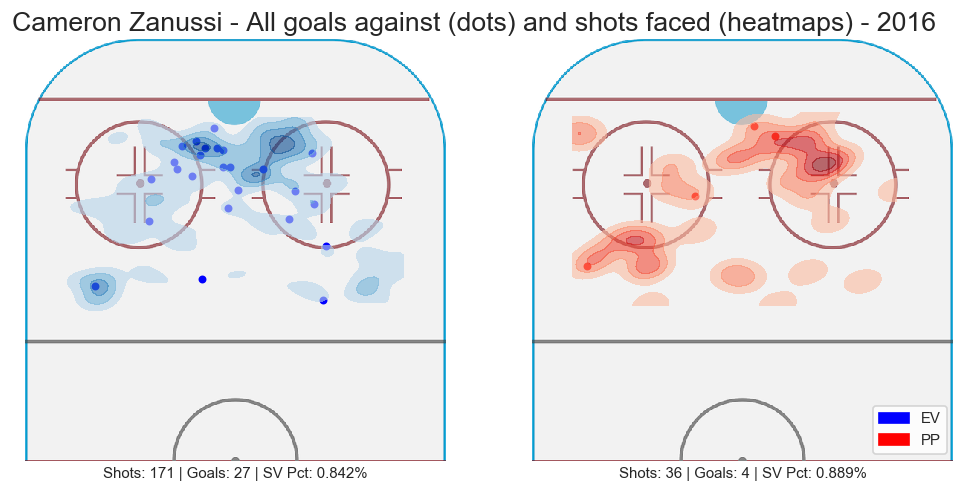 Cameron Zanussi - All goals against (dots) and shots faced (heatmaps) - 2016
EV
PP
Shots: 171 | Goals: 27 | SV Pct: 0.842%
Shots: 36 | Goals: 4 | SV Pct: 0.889%